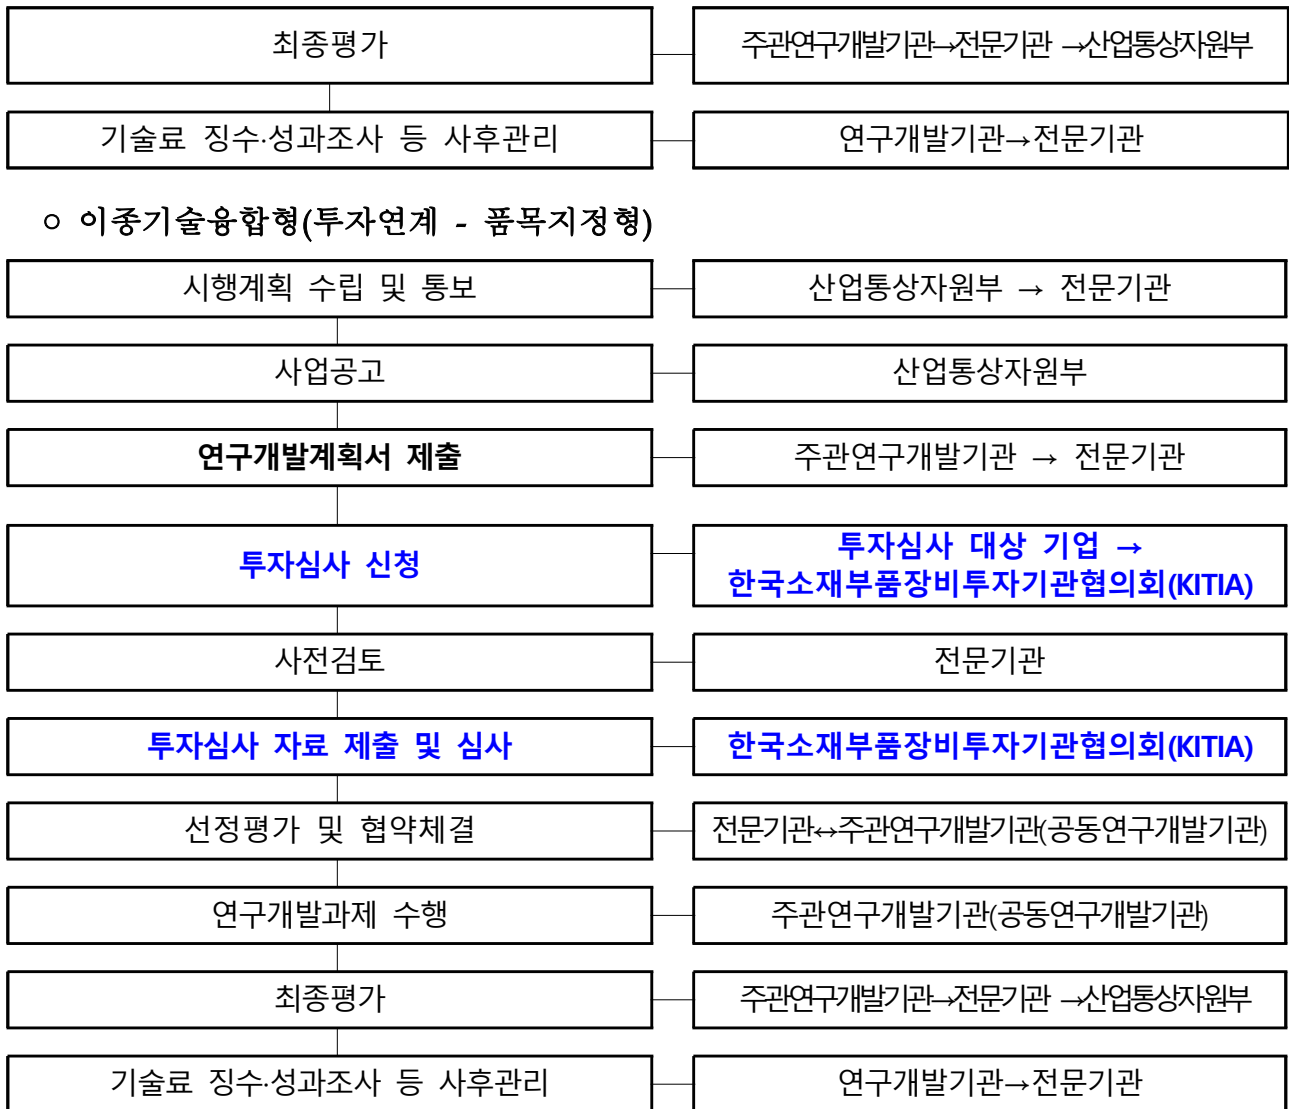 최종평가
주관연구개발기관→전문기관 →산업통상자원부
기술료 징수·성과조사 등 사후관리
연구개발기관→전문기관
ㅇ 이종기술융합형(투자연계 - 품목지정형)
시행계획 수립 및 통보
산업통상자원부 → 전문기관
사업공고
산업통상자원부
연구개발계획서 제출
주관연구개발기관 → 전문기관
투자심사 신청
투자심사 대상 기업 →
한국소재부품장비투자기관협의회(KITIA)
사전검토
전문기관
투자심사 자료 제출 및 심사
한국소재부품장비투자기관협의회(KITIA)
선정평가 및 협약체결
전문기관↔주관연구개발기관(공동연구개발기관)
연구개발과제 수행
주관연구개발기관(공동연구개발기관)
최종평가
주관연구개발기관→전문기관 →산업통상자원부
기술료 징수·성과조사 등 사후관리
연구개발기관→전문기관